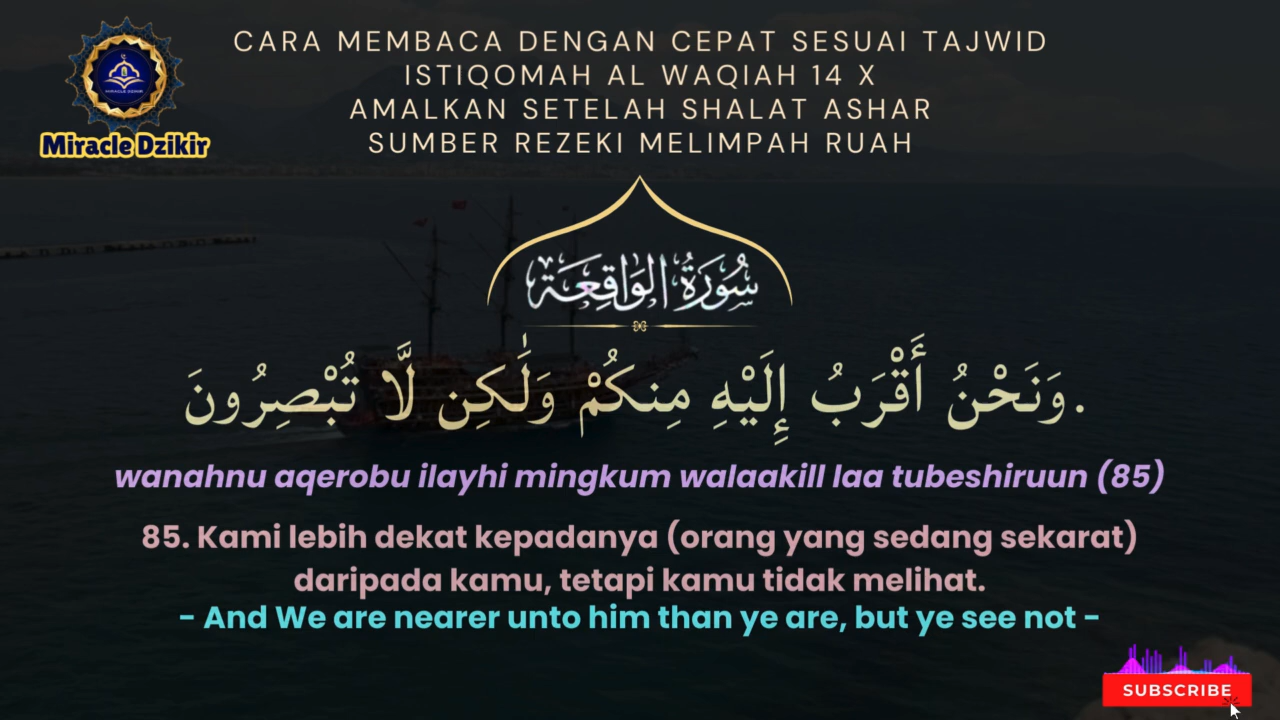 CARA MEMBACA DENGAN CEPAT SESUAI TAJWID
ISTIQOMAH AL WAQIAH 14 X
AMALKAN SETELAH SHALAT ASHAR
SUMBER REZEKI MELIMPAH RUAH
MIRACLE DZIKIR
Miracle Dzikir
سُورَةُ الوَاقِعَة
وَنَحْنُ أَقْرَبُ إِلَيْهِ مِنكُمْ وَلَٰكِن لَّا تُبْصِرُونَ.
wanahnu aqerobu ilayhi mingkum walaakill laa tubeshiruun (85)
85. Kami lebih dekat kepadanya (orang yang sedang sekarat)
daripada kamu, tetapi kamu tidak melihat.
- And We are nearer unto him than ye are, but ye see not -
SUBSCRIBE